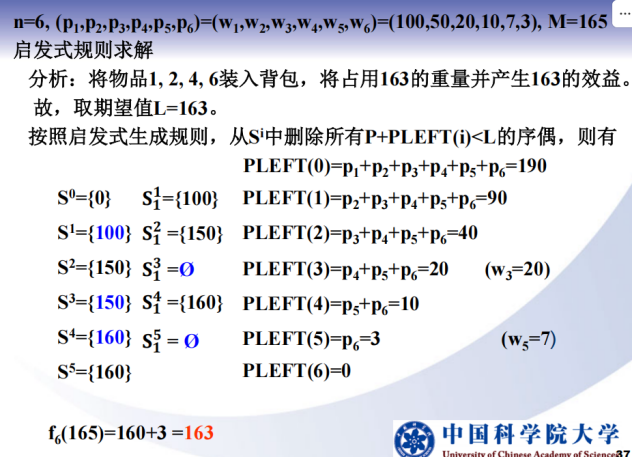 n=6, (p₁,p₂,p₃,p₄,p₅,p₆)=(w₁,w₂,w₃,w₄,w₅,w₆)=(100,50,20,10,7,3), M=165
启发式规则求解
分析：将物品1, 2, 4, 6装入背包，将占用163的重量并产生163的效益。
故，取期望值L=163。
按照启发式生成规则，从Sⁱ中删除所有P+PLEFT(i)<L的序偶，则有
PLEFT(0)=p₁+p₂+p₃+p₄+p₅+p₆=190
S⁰={0} S₁¹={100} PLEFT(1)=p₂+p₃+p₄+p₅+p₆=90
S¹={100} S₁²={150} PLEFT(2)=p₃+p₄+p₅+p₆=40
S²={150} S₁³=Ø PLEFT(3)=p₄+p₅+p₆=20 (w₃=20)
S³={150} S₁⁴={160} PLEFT(4)=p₅+p₆=10
S⁴={160} S₁⁵=Ø PLEFT(5)=p₆=3 (w₅=7)
S⁵={160} PLEFT(6)=0
f₆(165)=160+3 =163
中国科学院大学
University of Chinese Academy of Sciences37